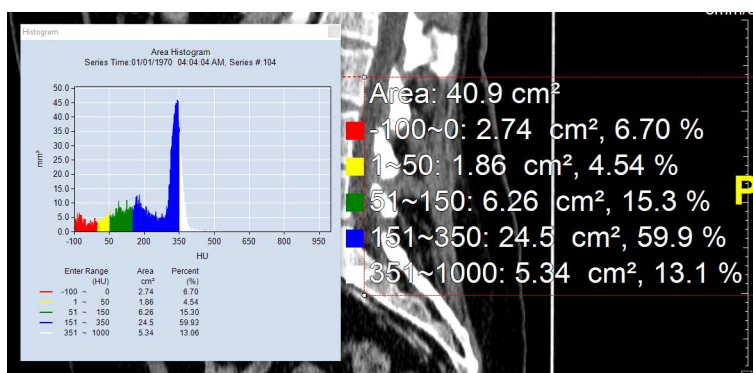 Histogram
Area Histogram
Series Time:01/01/1970 04:04:04 AM, Series #:104
50.0
45.0
40.0
35.0
30.0
25.0
20.0
15.0
10.0
5.0
0.0
mm²
-100 50 200 350 500 650 800 950
HU
Enter Range Area Percent
(HU) cm² (%)
-100 ~ 0 2.74 6.70
1 ~ 50 1.86 4.54
51 ~ 150 6.26 15.30
151 ~ 350 24.5 59.93
351 ~ 1000 5.34 13.06
Area: 40.9 cm²
-100~0: 2.74 cm², 6.70 %
1~50: 1.86 cm², 4.54 %
51~150: 6.26 cm², 15.3 %
151~350: 24.5 cm², 59.9 %
351~1000: 5.34 cm², 13.1 %
P